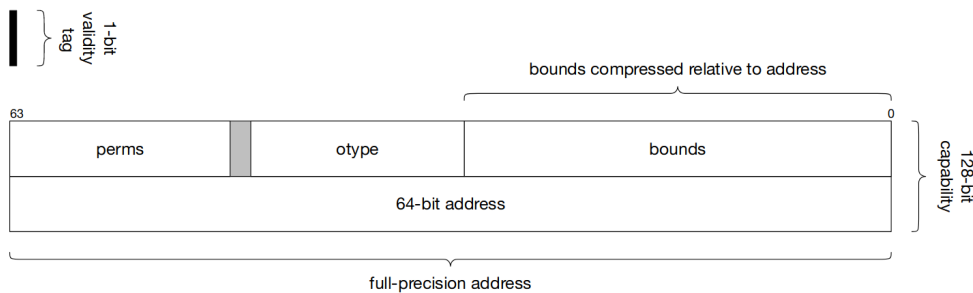 1-bit
validity
tag
bounds compressed relative to address
63
0
perms
otype
bounds
128-bit
capability
64-bit address
full-precision address